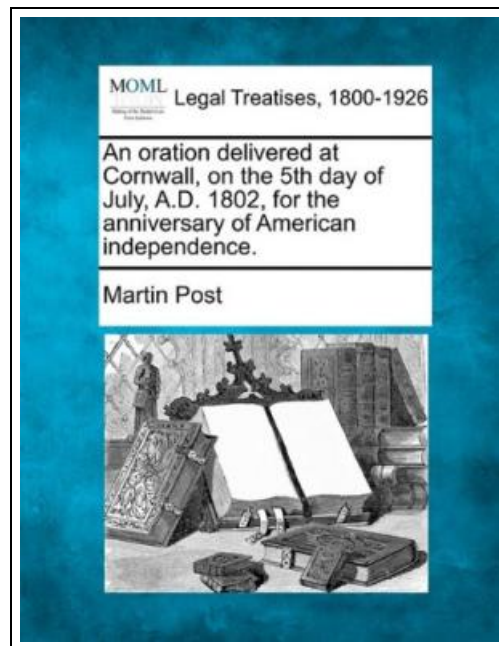 MOML
Legal Treatises, 1800-1926
An oration delivered at
Cornwall, on the 5th day of
July, A.D. 1802, for the
anniversary of American
independence.
Martin Post